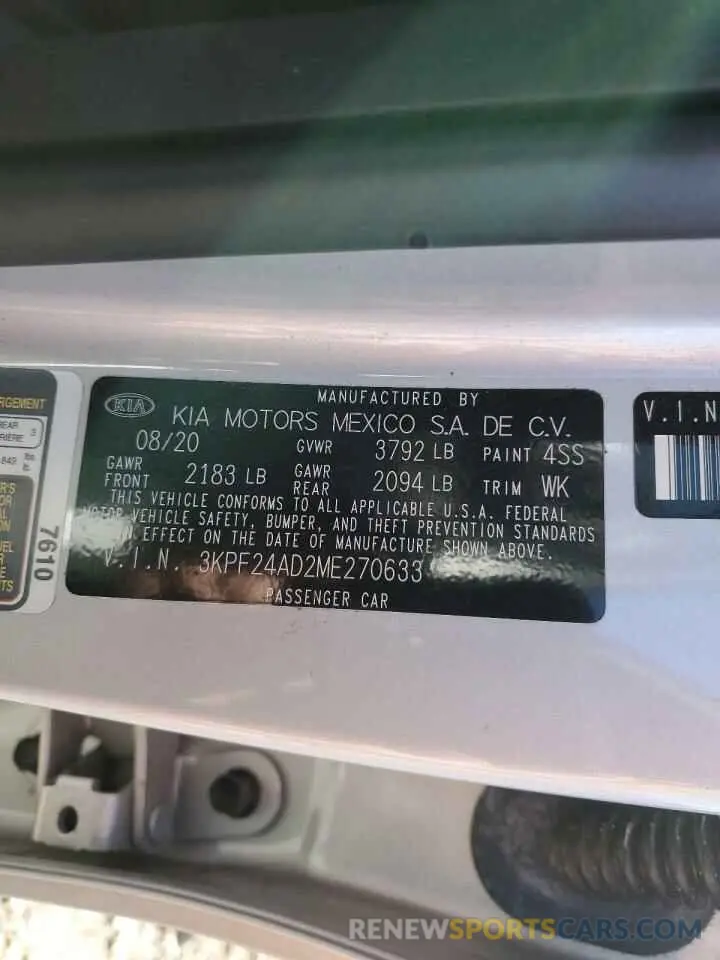 MANUFACTURED BY
KIA KIA MOTORS MEXICO S.A. DE C.V.
08/20 GVWR 3792 LB PAINT 4SS
GAWR FRONT 2183 LB GAWR REAR 2094 LB TRIM WK
THIS VEHICLE CONFORMS TO ALL APPLICABLE U.S.A. FEDERAL
MOTOR VEHICLE SAFETY, BUMPER, AND THEFT PREVENTION STANDARDS
IN EFFECT ON THE DATE OF MANUFACTURE SHOWN ABOVE.
V.I.N. 3KPF24AD2ME270633
PASSENGER CAR
7610
V.I.N
RENEWSPORTSCARS.COM